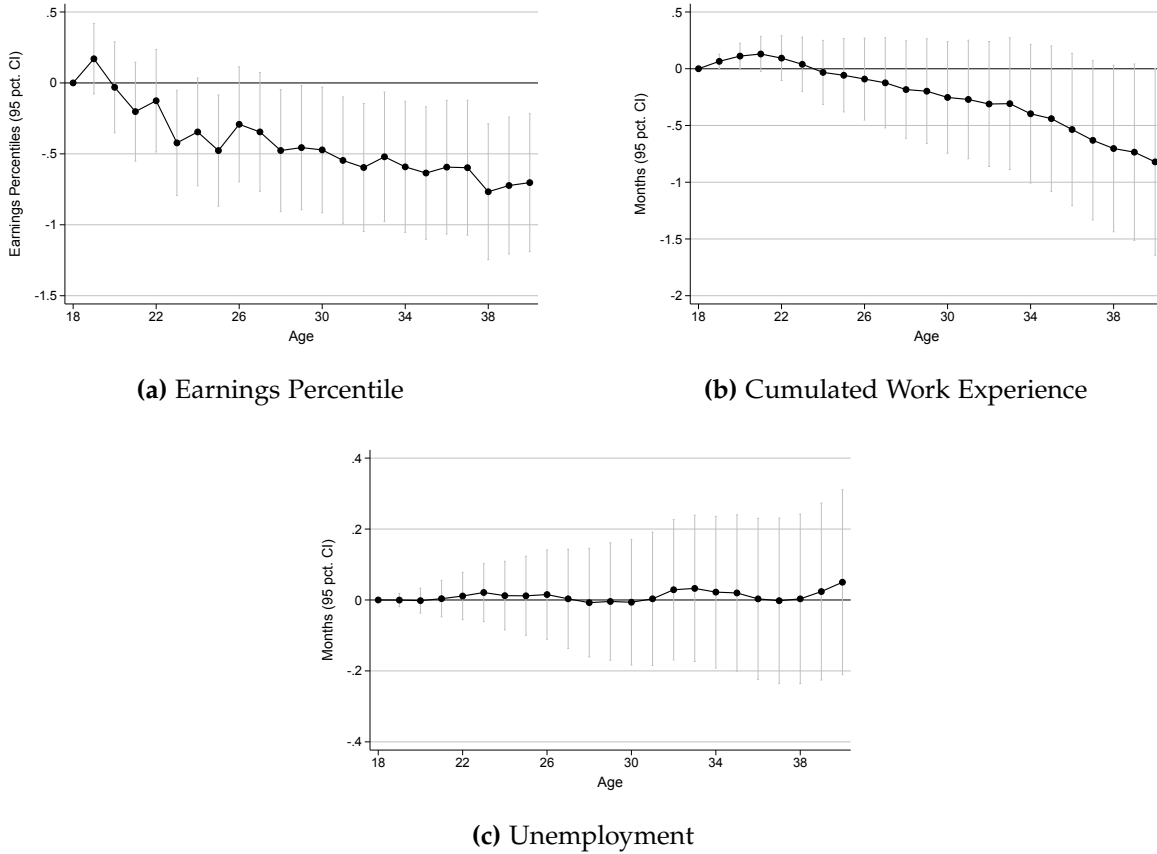 Earnings Percentiles (95 pct. CI)
.5
0
-.5
-1
-1.5
18 22 26 30 34 38
Age
(a) Earnings Percentile
Months (95 pct. CI)
.5
0
-.5
-1
-1.5
-2
18 22 26 30 34 38
Age
(b) Cumulated Work Experience
Months (95 pct. CI)
.4
.2
0
-.2
-.4
18 22 26 30 34 38
Age
(c) Unemployment